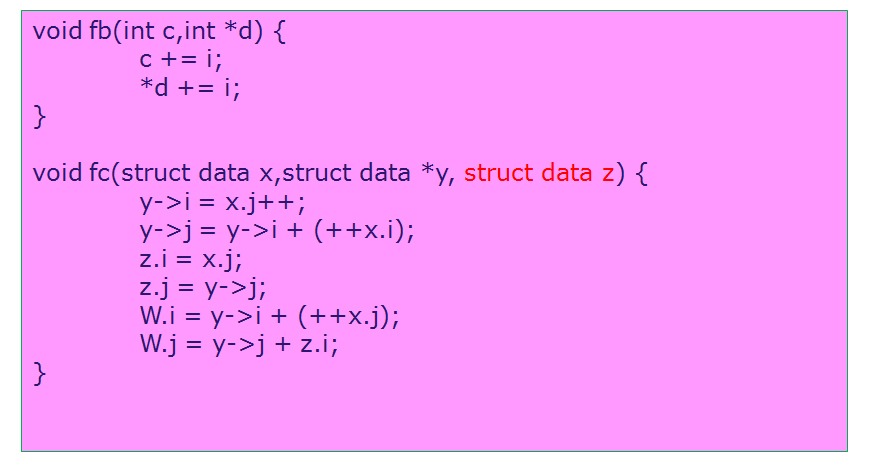 void fb(int c,int *d) {
c += i;
*d += i;
}
void fc(struct data x,struct data *y, struct data z) {
y->i = x.j++;
y->j = y->i + (++x.i);
z.i = x.j;
z.j = y->j;
W.i = y->i + (++x.j);
W.j = y->j + z.i;
}